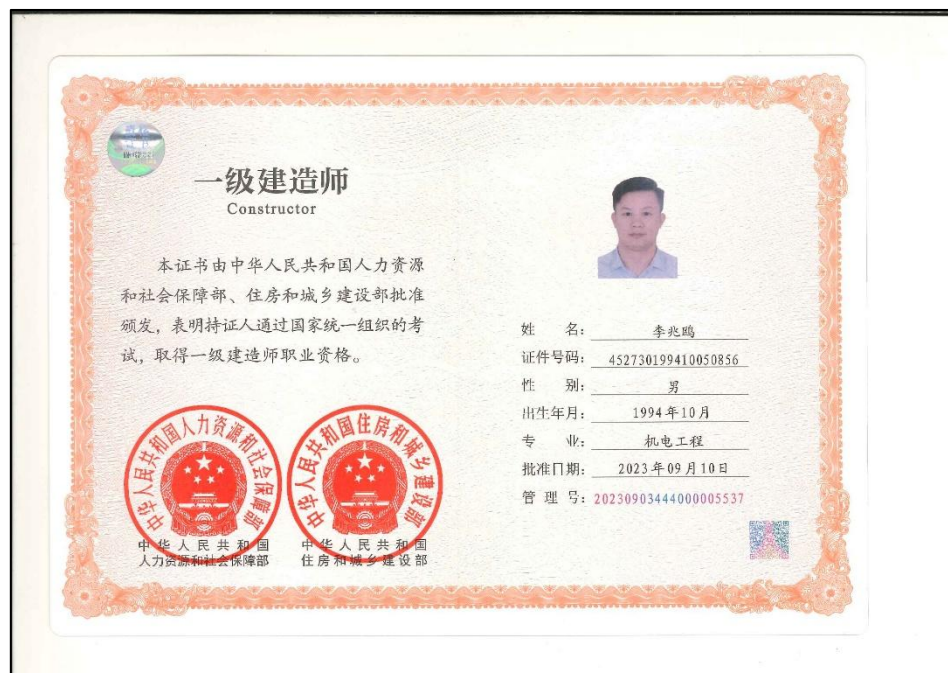 一级建造师
Constructor
本证书由中华人民共和国人力资源
和社会保障部、住房和城乡建设部批准
颁发，表明持证人通过国家统一组织的考
试，取得一级建造师职业资格。
中华人民共和国人力资源和社会保障部
中华人民共和国
人力资源和社会保障部
中华人民共和国住房和城乡建设部
中华人民共和国
住房和城乡建设部
姓 名：李兆鸥
证件号码：452730199410050856
性 别：男
出生年月：1994年10月
专 业：机电工程
批准日期：2023年09月10日
管 理 号：20230903444000005537